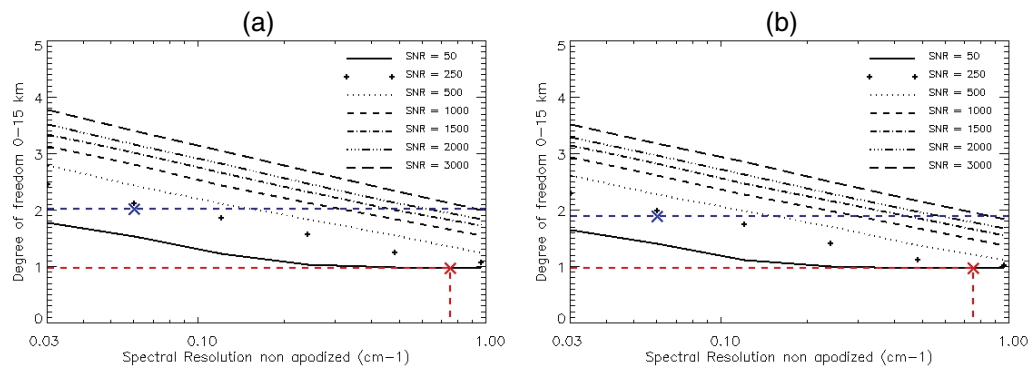 (a)
5
4
3
2
1
0
Degree of freedom 0-15 km
SNR = 50
SNR = 250
SNR = 500
SNR = 1000
SNR = 1500
SNR = 2000
SNR = 3000
0.03
0.10
1.00
Spectral Resolution non apodized (cm-1)
(b)
5
4
3
2
1
0
Degree of freedom 0-15 km
SNR = 50
SNR = 250
SNR = 500
SNR = 1000
SNR = 1500
SNR = 2000
SNR = 3000
0.03
0.10
1.00
Spectral Resolution non apodized (cm-1)